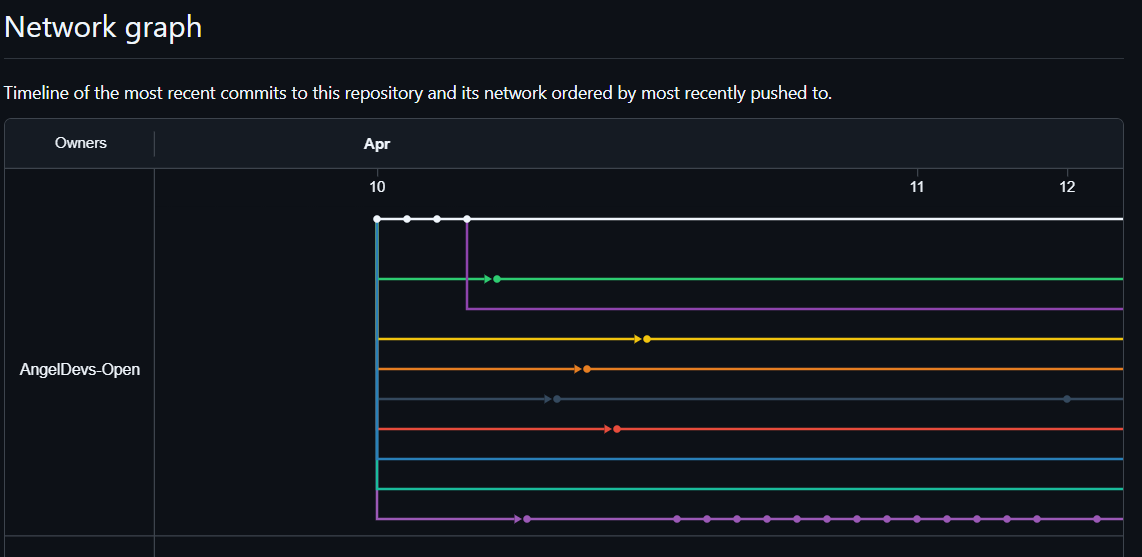 Network graph
Timeline of the most recent commits to this repository and its network ordered by most recently pushed to.
Owners
Apr
10
11
12
AngelDevs-Open